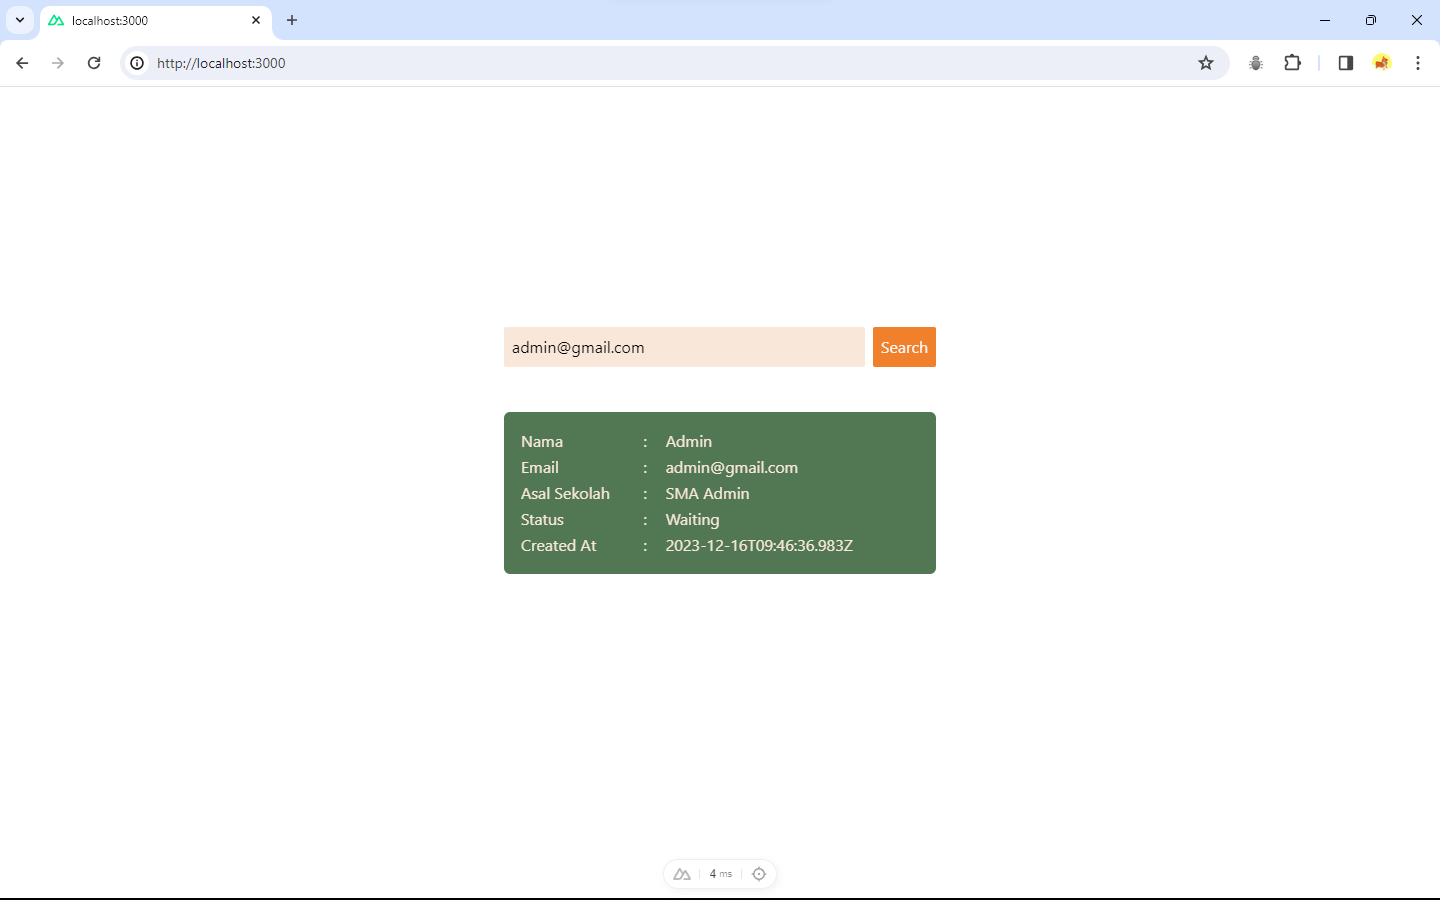 localhost:3000
http://localhost:3000
admin@gmail.com Search
Nama : Admin
Email : admin@gmail.com
Asal Sekolah : SMA Admin
Status : Waiting
Created At : 2023-12-16T09:46:36.983Z
4 ms